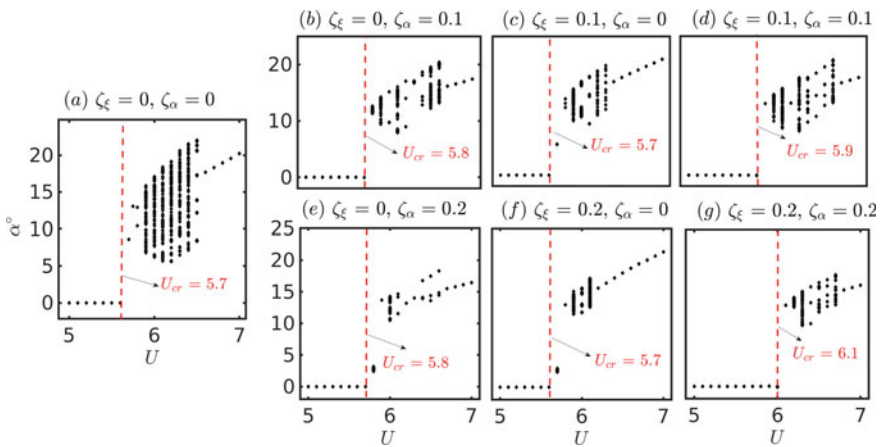 (b) ζξ = 0, ζα = 0.1
(c) ζξ = 0.1, ζα = 0
(d) ζξ = 0.1, ζα = 0.1
20
10
0
Ucr = 5.8
Ucr = 5.7
Ucr = 5.9
(a) ζξ = 0, ζα = 0
20
15
10
5
0
α°
Ucr = 5.7
5 6 7
U
(e) ζξ = 0, ζα = 0.2
(f) ζξ = 0.2, ζα = 0
(g) ζξ = 0.2, ζα = 0.2
25
20
15
10
5
0
Ucr = 5.8
Ucr = 5.7
Ucr = 6.1
5 6 7
5 6 7
5 6 7
U
U
U